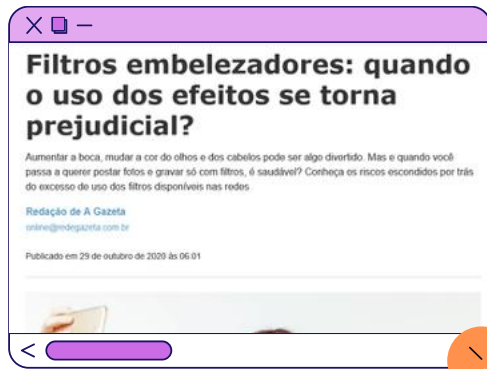 Filtros embelezadores: quando
o uso dos efeitos se torna
prejudicial?
Aumentar a boca, mudar a cor do olhos e dos cabelos pode ser algo divertido. Mas e quando você
passa a querer postar fotos e gravar só com filtros, é saudável? Conheça os riscos escondidos por trás
do excesso de uso dos filtros disponíveis nas redes
Redação de A Gazeta
online@redegazeta.com.br
Publicado em 29 de outubro de 2020 às 06:01